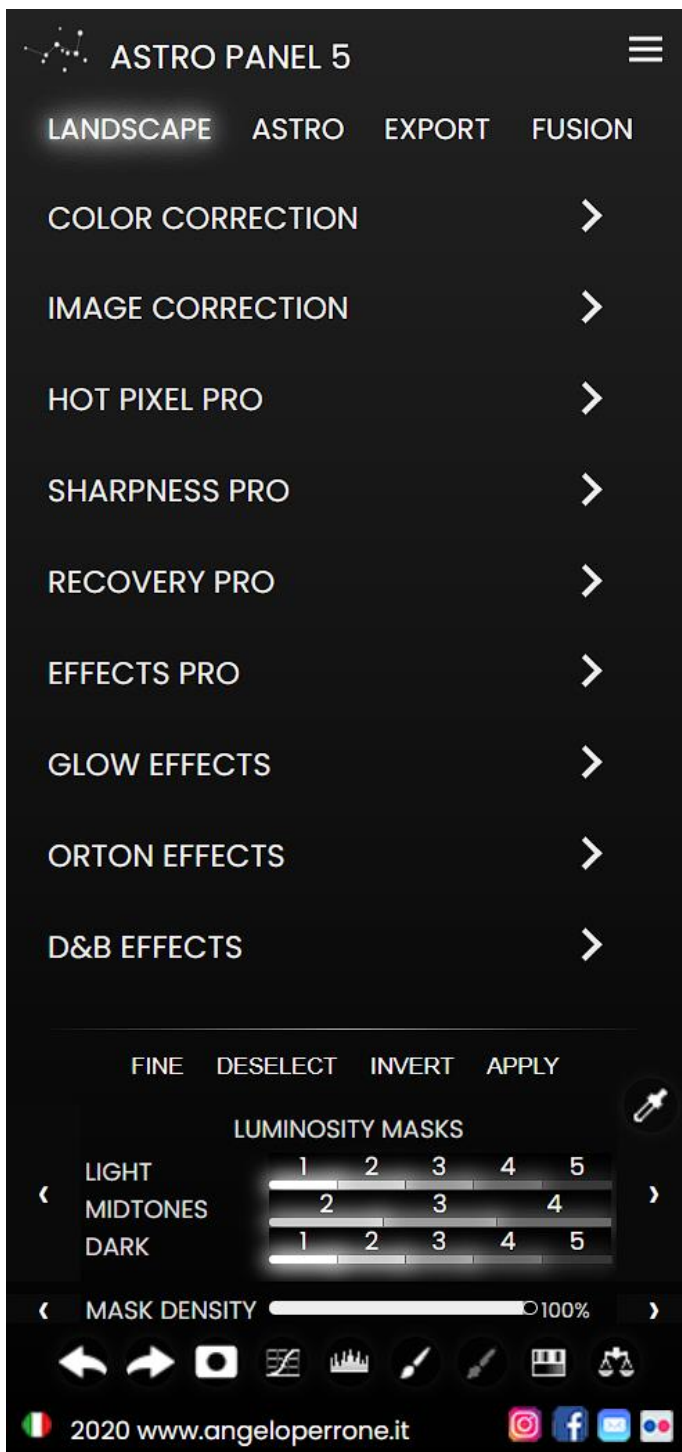 ASTRO PANEL 5
LANDSCAPE ASTRO EXPORT FUSION
COLOR CORRECTION
IMAGE CORRECTION
HOT PIXEL PRO
SHARPNESS PRO
RECOVERY PRO
EFFECTS PRO
GLOW EFFECTS
ORTON EFFECTS
D&B EFFECTS
FINE DESELECT INVERT APPLY
LUMINOSITY MASKS
LIGHT 1 2 3 4 5
MIDTONES 2 3 4
DARK 1 2 3 4 5
MASK DENSITY 100%
2020 www.angeloperrone.it